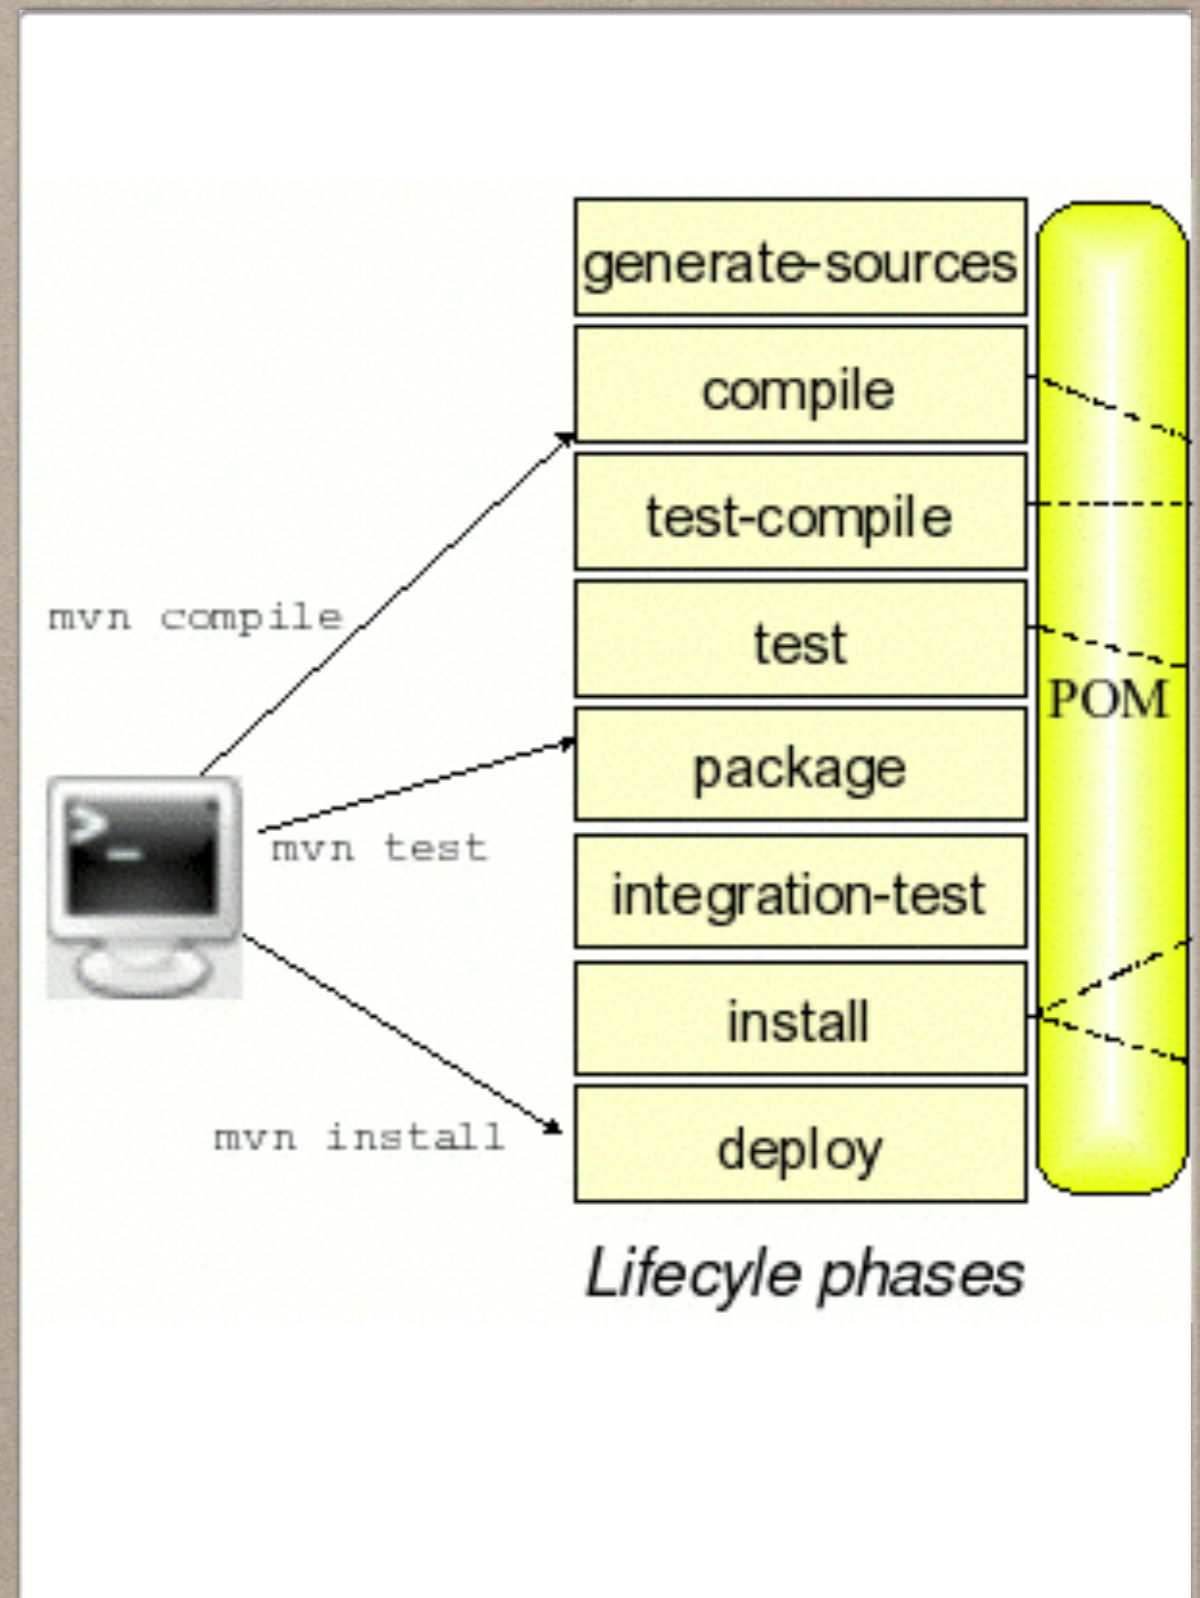 generate-sources
compile
test-compile
mvn compile
test
POM
package
mvn test
integration-test
install
mvn install
deploy
Lifecyle phases